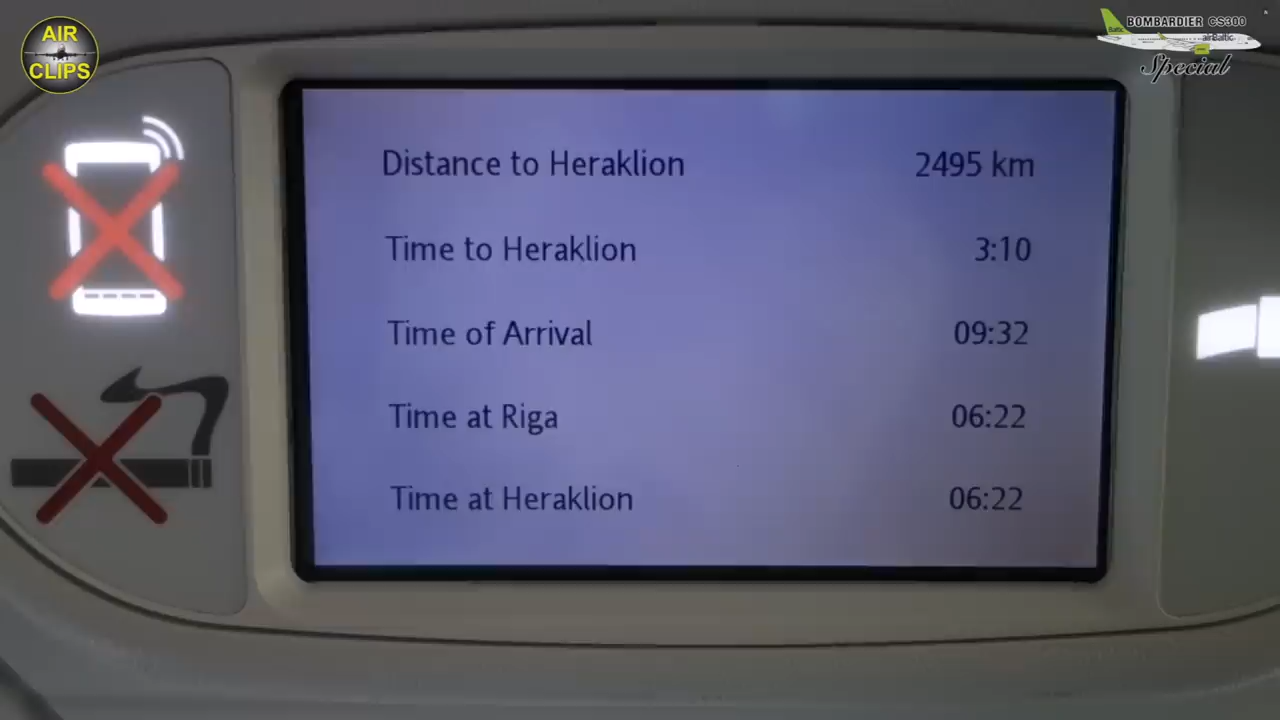 AIR
CLIPS
BOMBARDIER CS300
airBaltic
Special
Distance to Heraklion 2495 km
Time to Heraklion 3:10
Time of Arrival 09:32
Time at Riga 06:22
Time at Heraklion 06:22